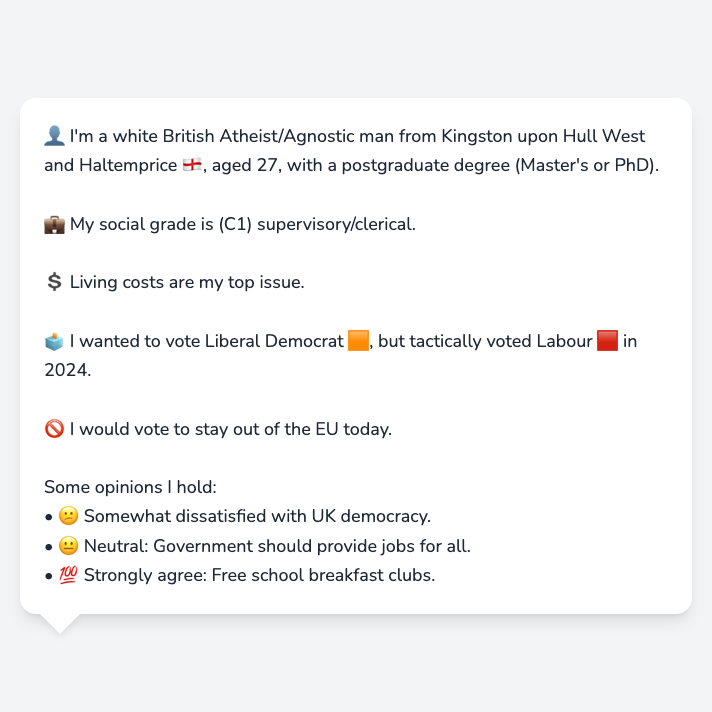 👤 I'm a white British Atheist/Agnostic man from Kingston upon Hull West
and Haltemprice 🏴󠁧󠁢󠁥󠁮󠁧󠁿, aged 27, with a postgraduate degree (Master's or PhD).
💼 My social grade is (C1) supervisory/clerical.
💲 Living costs are my top issue.
🗳️ I wanted to vote Liberal Democrat 🟧, but tactically voted Labour 🟥 in
2024.
🚫 I would vote to stay out of the EU today.
Some opinions I hold:
• 😕 Somewhat dissatisfied with UK democracy.
• 😐 Neutral: Government should provide jobs for all.
• 💯 Strongly agree: Free school breakfast clubs.